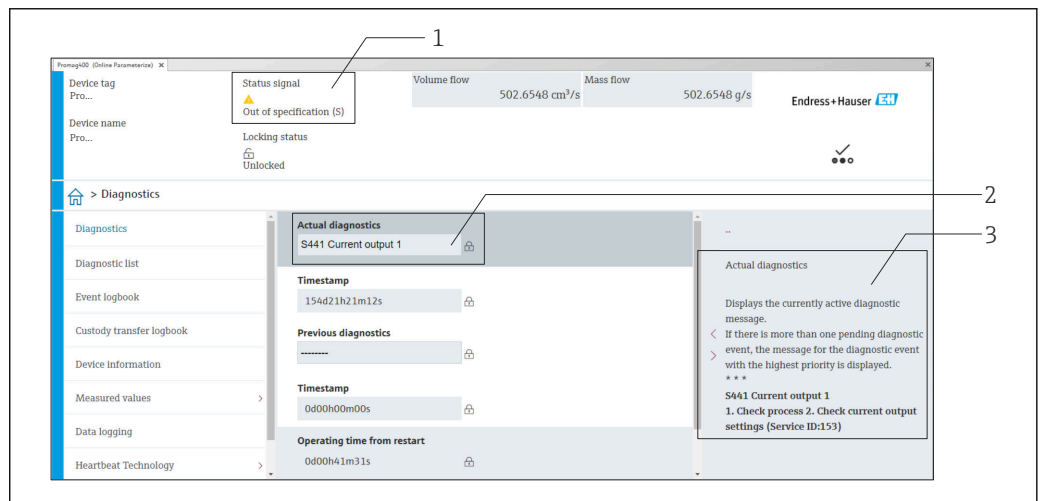 1
Promag400 (Online Parameterize) X
Device tag
Pro...
Device name
Pro...
Status signal
Out of specification (S)
Locking status
Unlocked
Volume flow
502.6548 cm³/s
Mass flow
502.6548 g/s
Endress+Hauser EH
> Diagnostics
2
3
Diagnostics
Diagnostic list
Event logbook
Custody transfer logbook
Device information
Measured values >
Data logging
Heartbeat Technology >
Actual diagnostics
S441 Current output 1
Timestamp
154d21h21m12s
Previous diagnostics
--------
Timestamp
0d00h00m00s
Operating time from restart
0d00h41m31s
...
Actual diagnostics
Displays the currently active diagnostic
message.
If there is more than one pending diagnostic
event, the message for the diagnostic event
with the highest priority is displayed.
* * *
S441 Current output 1
1. Check process 2. Check current output
settings (Service ID:153)